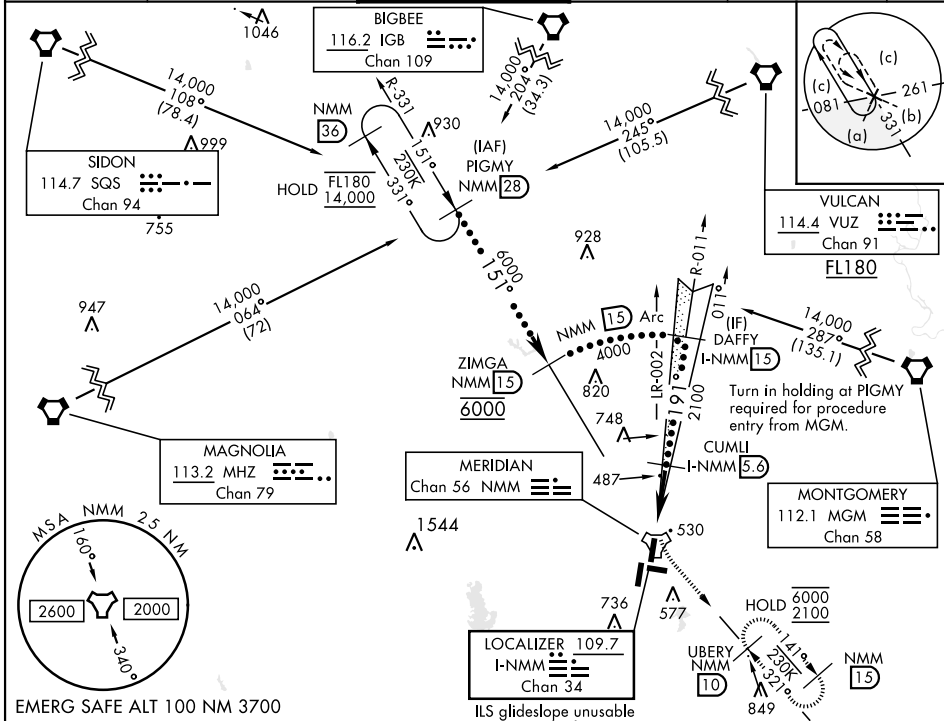 1046
BIGBEE
116.2 IGB
Chan 109
14,000
204°
(34.3)
14,000
108°
(78.4)
999
SIDON
114.7 SQS
Chan 94
755
NMM
36
R-331
930
HOLD
FL180
14,000
151°
230K
331°
(IAF)
PIGMY
NMM 28
14,000
245°
(105.5)
(c)
(c)
081
261
(b)
(a)
331
VULCAN
114.4 VUZ
Chan 91
FL180
928
6000
151°
947
14,000
064°
(72)
NMM 15 Arc
4000
R-011
011°
(IF)
DAFFY
I-NMM 15
14,000
287°
(135.1)
ZIMGA
NMM 15
6000
820
LR-002
191°
2100
Turn in holding at PIGMY
required for procedure
entry from MGM.
748
CUMLI
I-NMM 5.6
487
MAGNOLIA
113.2 MHZ
Chan 79
MERIDIAN
Chan 56 NMM
MONTGOMERY
112.1 MGM
Chan 58
1544
530
MSA NMM 25 NM
160°
2600
2000
340°
736
577
HOLD
6000
2100
141°
230K
321°
UBERY
NMM
10
NMM
15
849
LOCALIZER 109.7
I-NMM
Chan 34
EMERG SAFE ALT 100 NM 3700
ILS glideslope unusable